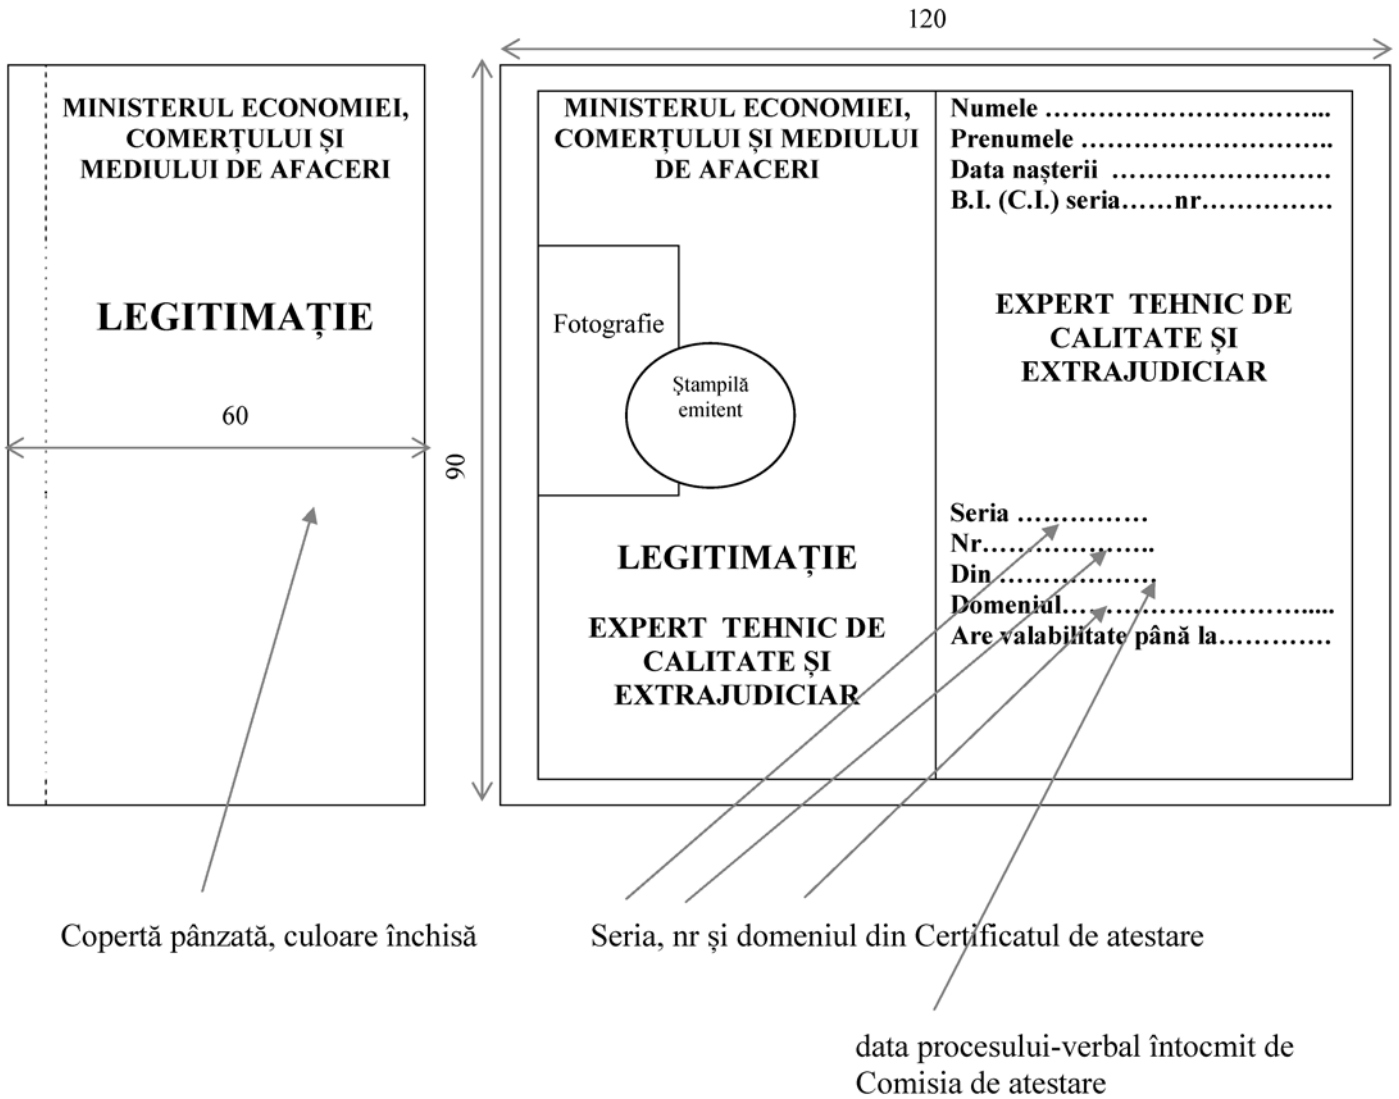 120
MINISTERUL ECONOMIEI,
COMERȚULUI ȘI
MEDIULUI DE AFACERI
LEGITIMAȚIE
60
90
MINISTERUL ECONOMIEI,
COMERȚULUI ȘI MEDIULUI
DE AFACERI
Fotografie
Ştampilă
emitent
LEGITIMAȚIE
EXPERT TEHNIC DE
CALITATE ȘI
EXTRAJUDICIAR
Numele …………………………...
Prenumele ……………………..
Data nașterii …………………….
B.I. (C.I.) seria……nr……………
EXPERT TEHNIC DE
CALITATE ȘI
EXTRAJUDICIAR
Seria ……………
Nr………………..
Din ………………
Domeniul…………………………....
Are valabilitate până la………….
Copertă pânzată, culoare închisă
Seria, nr și domeniul din Certificatul de atestare
data procesului-verbal întocmit de
Comisia de atestare